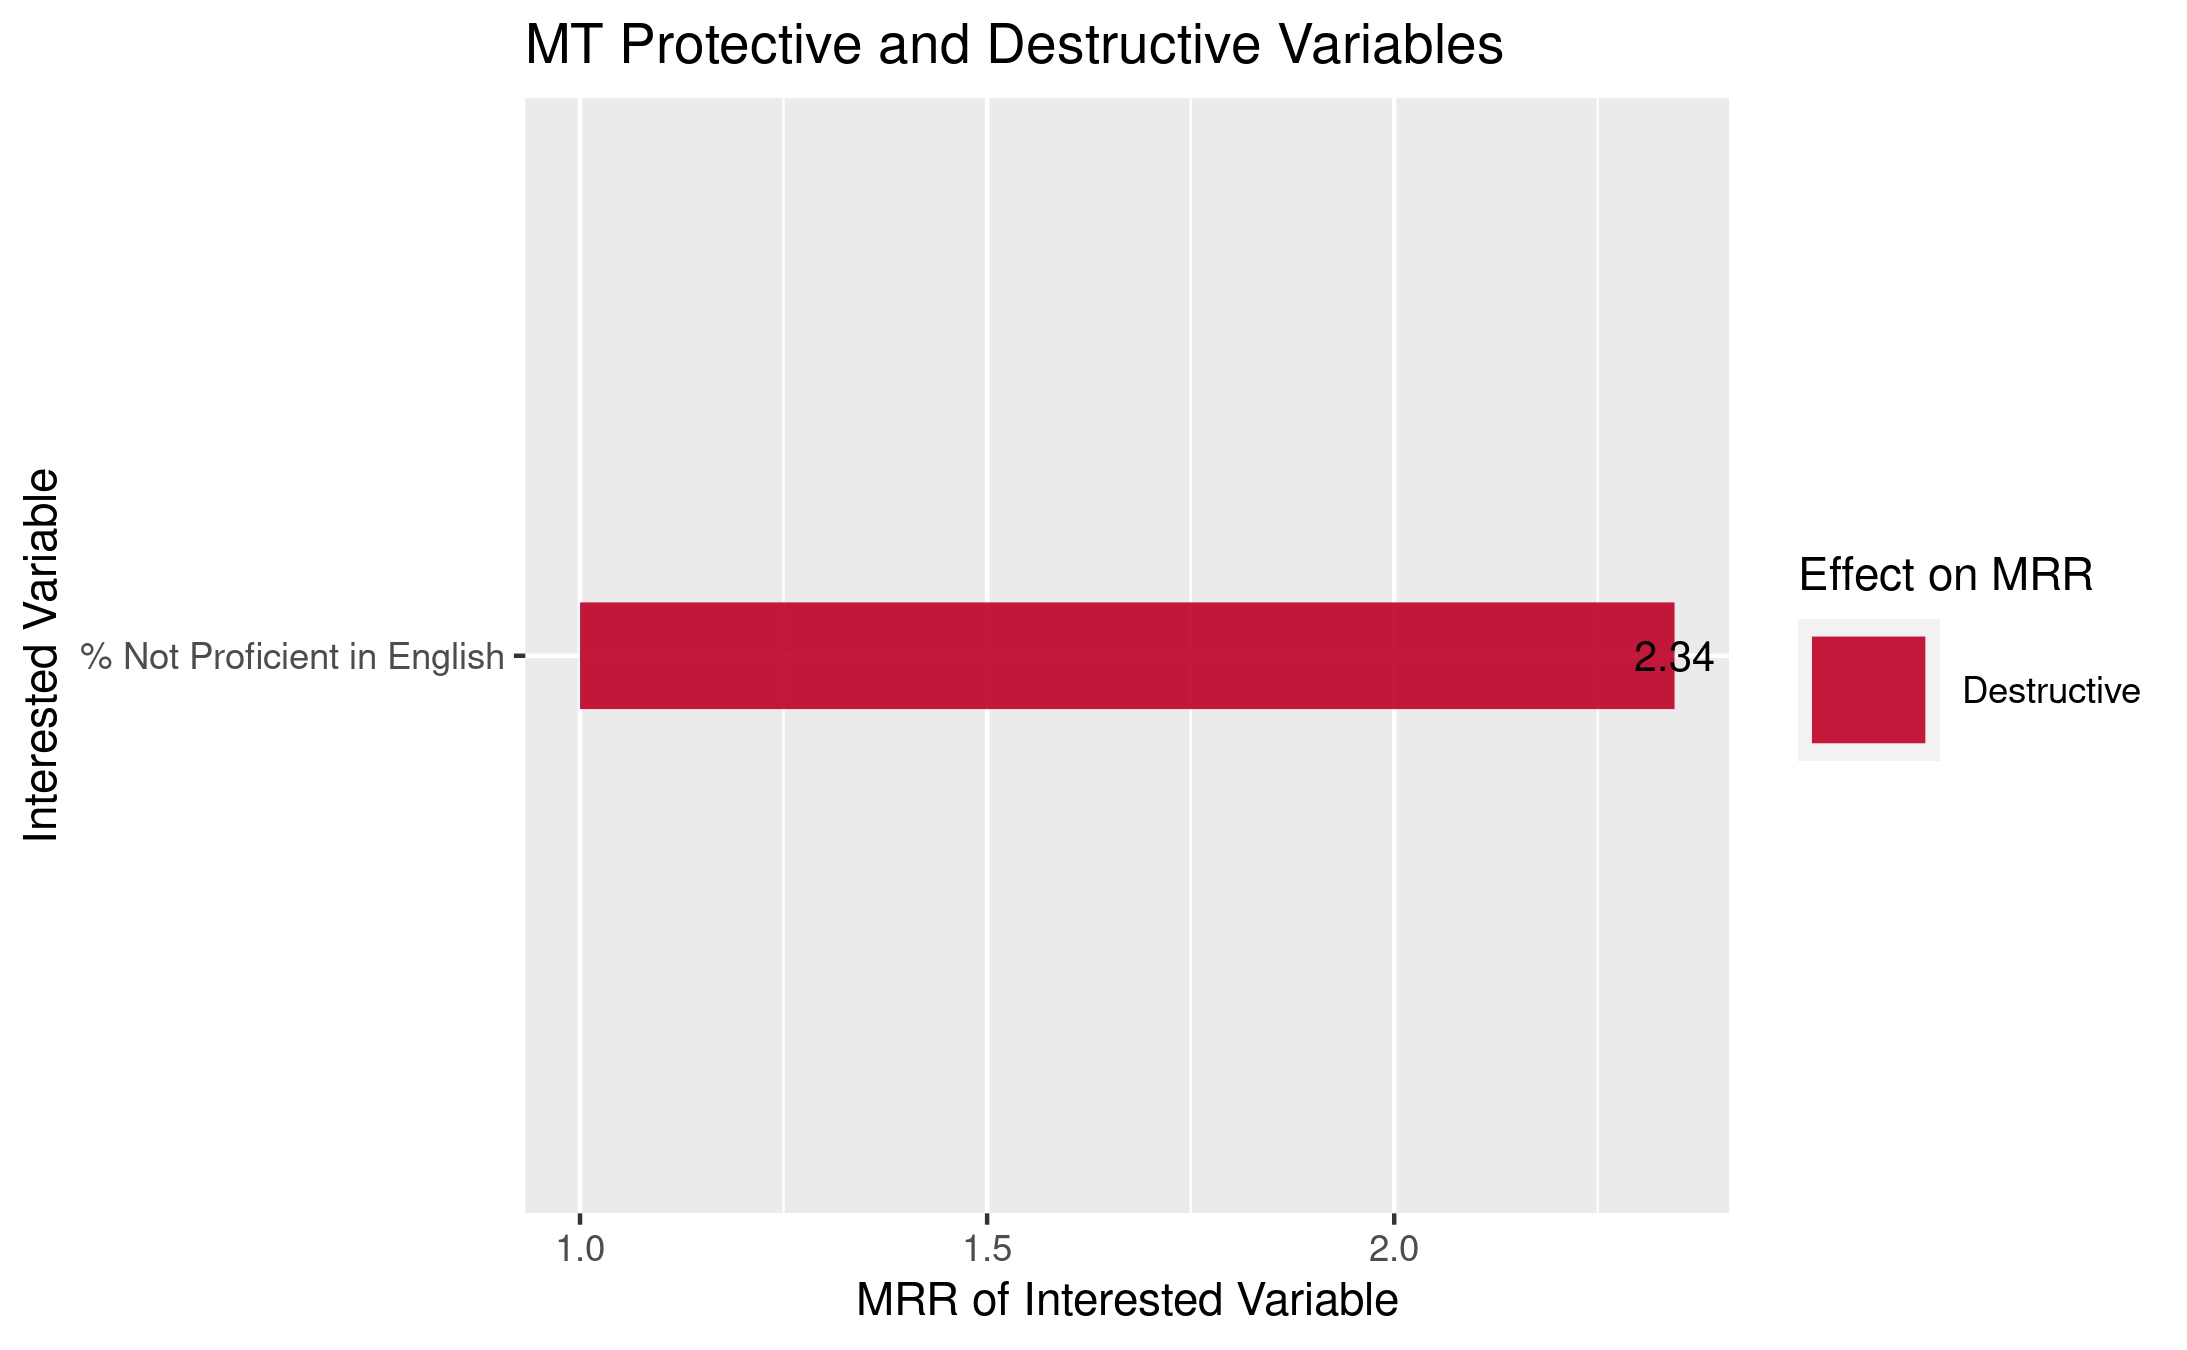 MT Protective and Destructive Variables
Interested Variable
% Not Proficient in English
2.34
Effect on MRR
Destructive
1.0
1.5
2.0
MRR of Interested Variable